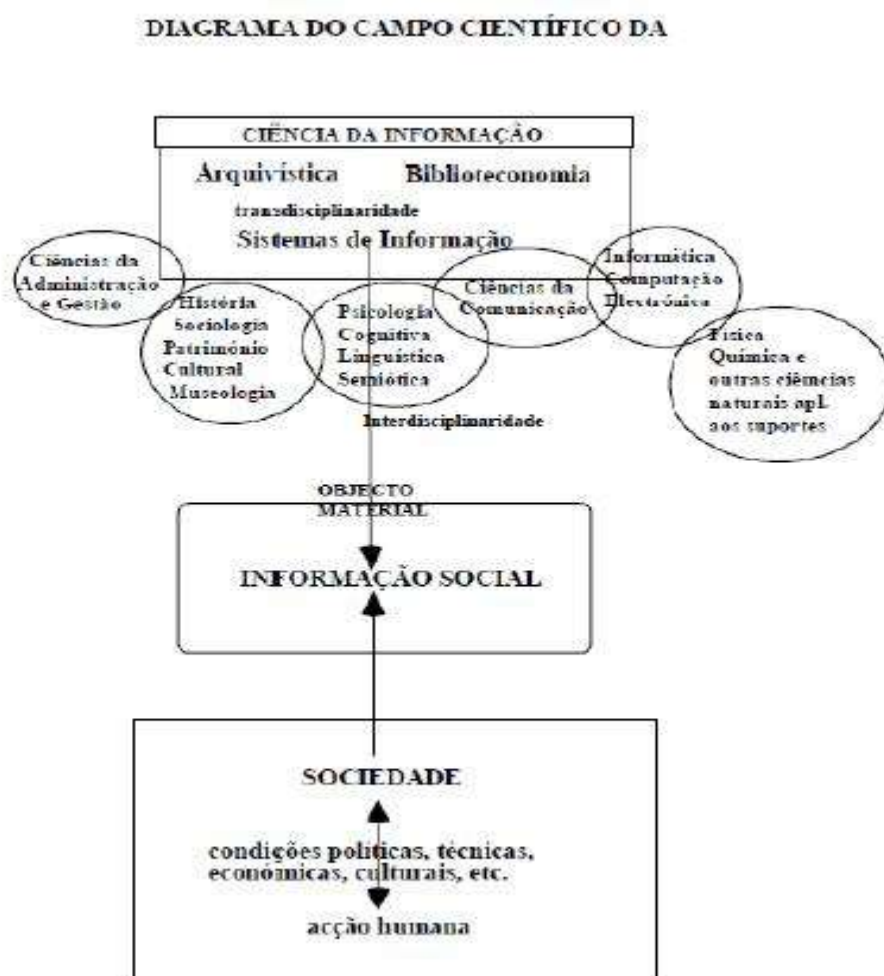 DIAGRAMA DO CAMPO CIENTÍFICO DA
CIÊNCIA DA INFORMAÇÃO
Arquivística Biblioteconomia
transdisciplinaridade
Sistemas de Informação
Ciências da
Administração
e Gestão
História
Sociologia
Património
Cultural
Museologia
Psicologia
Cognitiva
Linguística
Semiótica
Ciências da
Comunicação
Informática
Computação
Electrónica
Física
Química e
outras ciências
naturais apl.
aos suportes
Interdisciplinaridade
OBJECTO
MATERIAL
INFORMAÇÃO SOCIAL
SOCIEDADE
condições políticas, técnicas,
económicas, culturais, etc.
acção humana